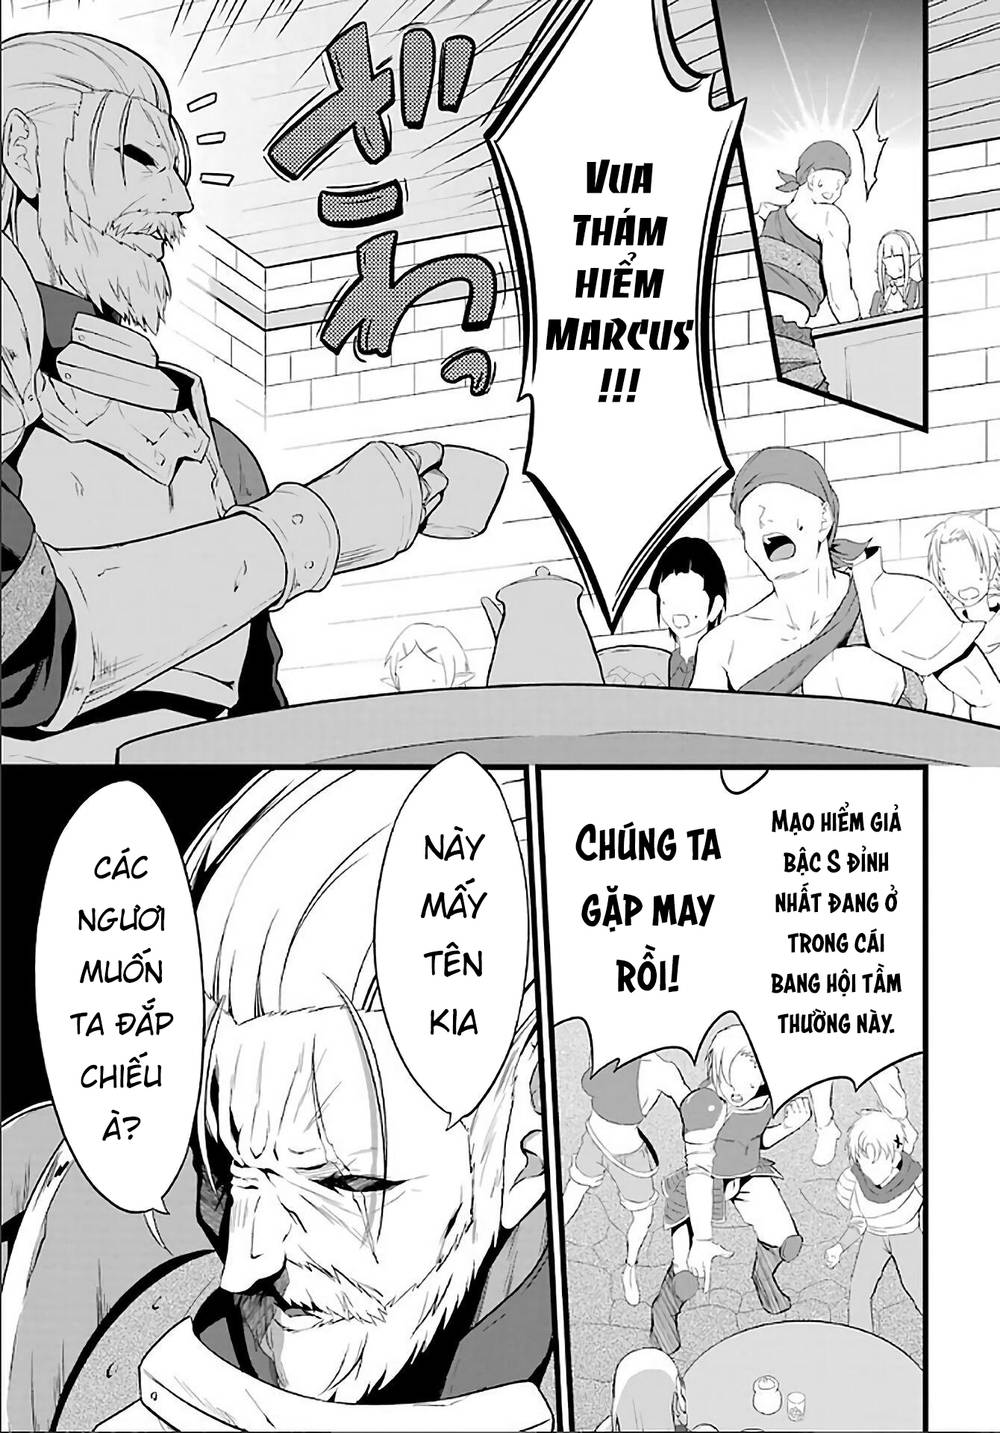 VUA
THÁM
HIỂM
MARCUS
!!!
ざわっ
MẠO HIỂM GIẢ
BẬC S ĐỈNH
NHẤT ĐANG Ở
TRONG CÁI
BANG HỘI TẦM
THƯỜNG NÀY.
CHÚNG TA
GẶP MAY
RỒI!
NÀY
MẤY
TÊN
KIA
CÁC
NGƯƠI
MUỐN
TA ĐẮP
CHIẾU
À?